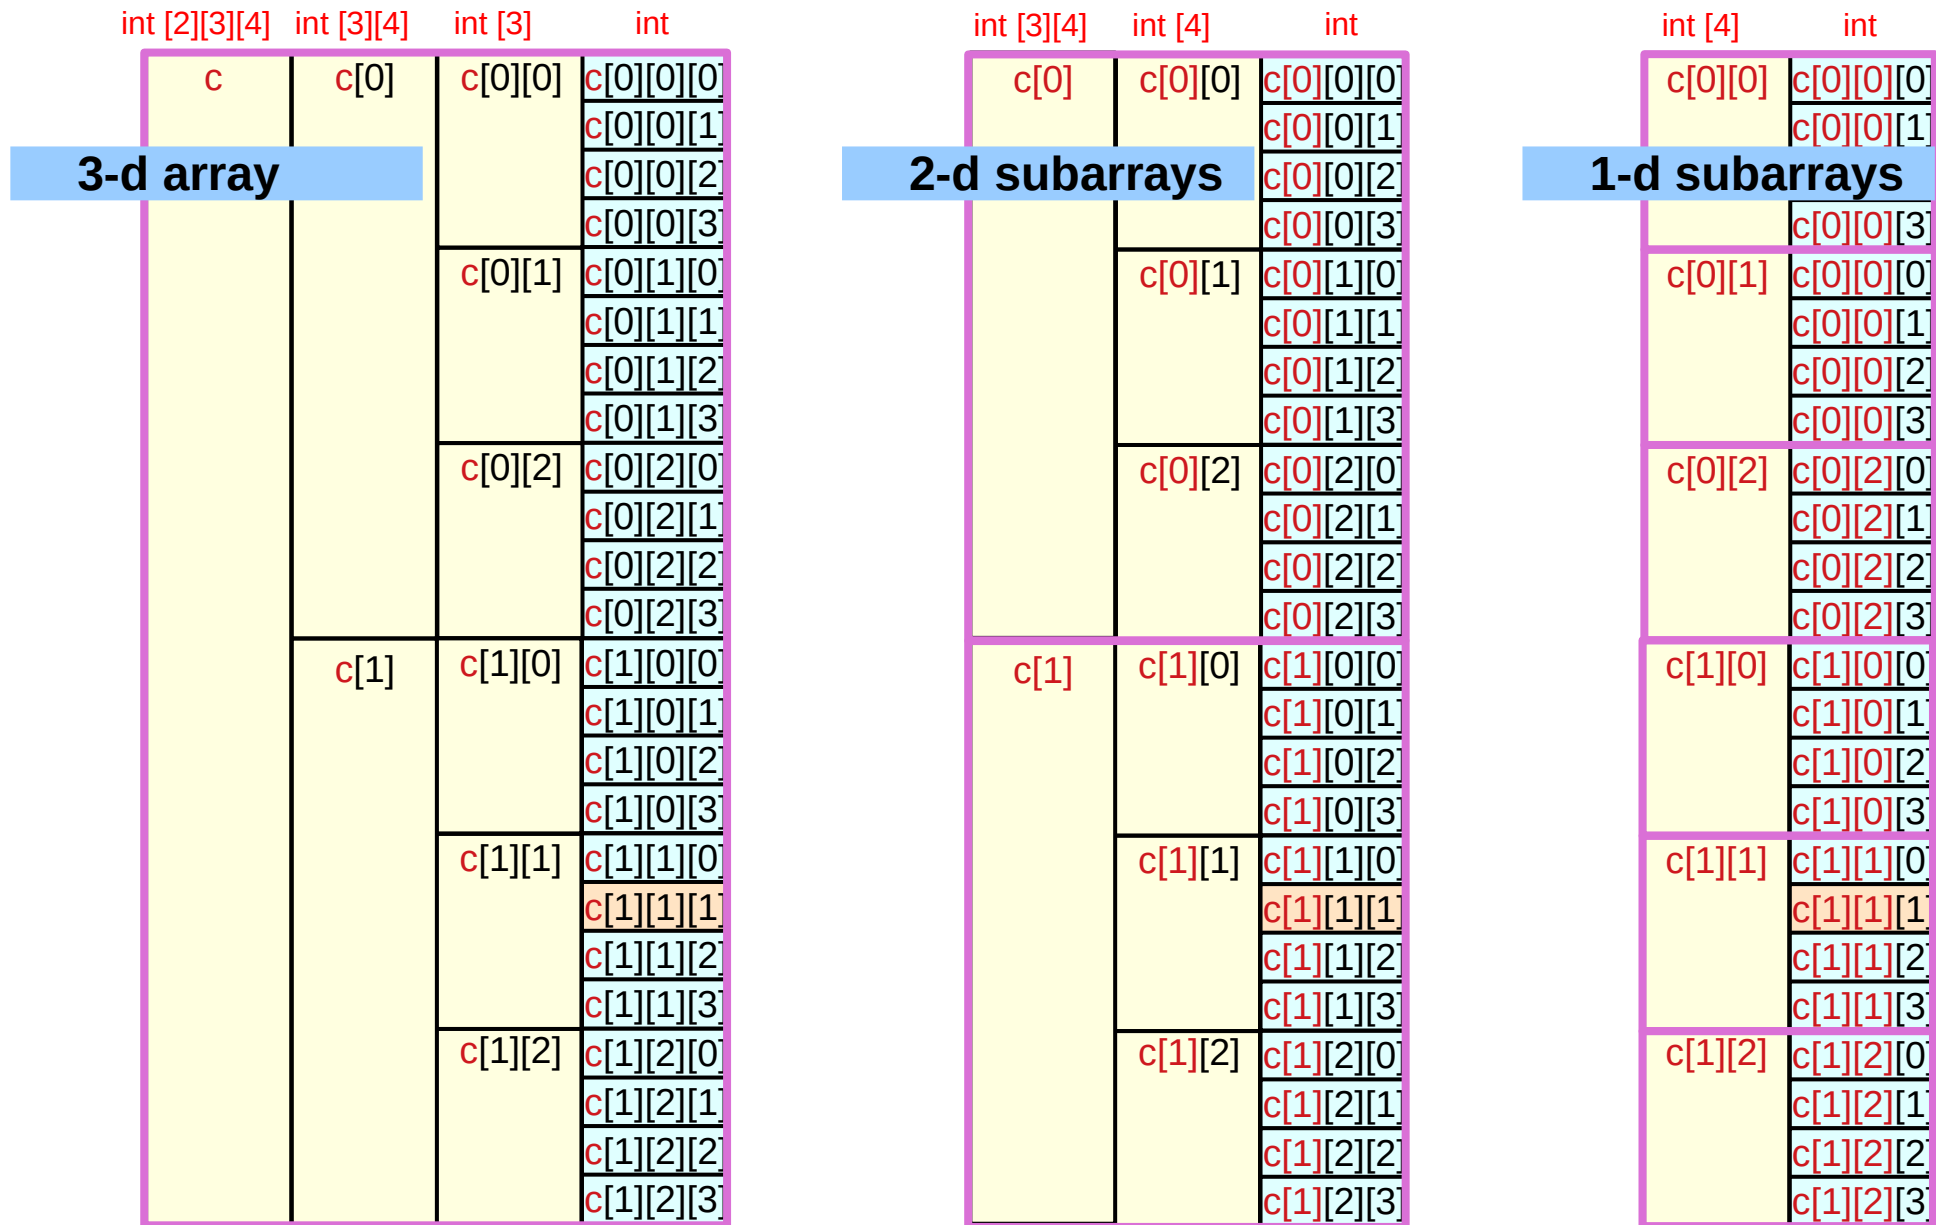 int [2][3][4] int [3][4] int [3] int
c c[0] c[0][0] c[0][0][0]
c[0][0][1]
3-d array c[0][0][2]
c[0][0][3]
c[0][1] c[0][1][0]
c[0][1][1]
c[0][1][2]
c[0][1][3]
c[0][2] c[0][2][0]
c[0][2][1]
c[0][2][2]
c[0][2][3]
c[1] c[1][0] c[1][0][0]
c[1][0][1]
c[1][0][2]
c[1][0][3]
c[1][1] c[1][1][0]
c[1][1][1]
c[1][1][2]
c[1][1][3]
c[1][2] c[1][2][0]
c[1][2][1]
c[1][2][2]
c[1][2][3]
int [3][4] int [4] int
c[0] c[0][0] c[0][0][0]
c[0][0][1]
2-d subarrays c[0][0][2]
c[0][0][3]
c[0][1] c[0][1][0]
c[0][1][1]
c[0][1][2]
c[0][1][3]
c[0][2] c[0][2][0]
c[0][2][1]
c[0][2][2]
c[0][2][3]
c[1] c[1][0] c[1][0][0]
c[1][0][1]
c[1][0][2]
c[1][0][3]
c[1][1] c[1][1][0]
c[1][1][1]
c[1][1][2]
c[1][1][3]
c[1][2] c[1][2][0]
c[1][2][1]
c[1][2][2]
c[1][2][3]
int [4] int
c[0][0] c[0][0][0]
c[0][0][1]
1-d subarrays
c[0][0][3]
c[0][1] c[0][0][0]
c[0][0][1]
c[0][0][2]
c[0][0][3]
c[0][2] c[0][2][0]
c[0][2][1]
c[0][2][2]
c[0][2][3]
c[1][0] c[1][0][0]
c[1][0][1]
c[1][0][2]
c[1][0][3]
c[1][1] c[1][1][0]
c[1][1][1]
c[1][1][2]
c[1][1][3]
c[1][2] c[1][2][0]
c[1][2][1]
c[1][2][2]
c[1][2][3]